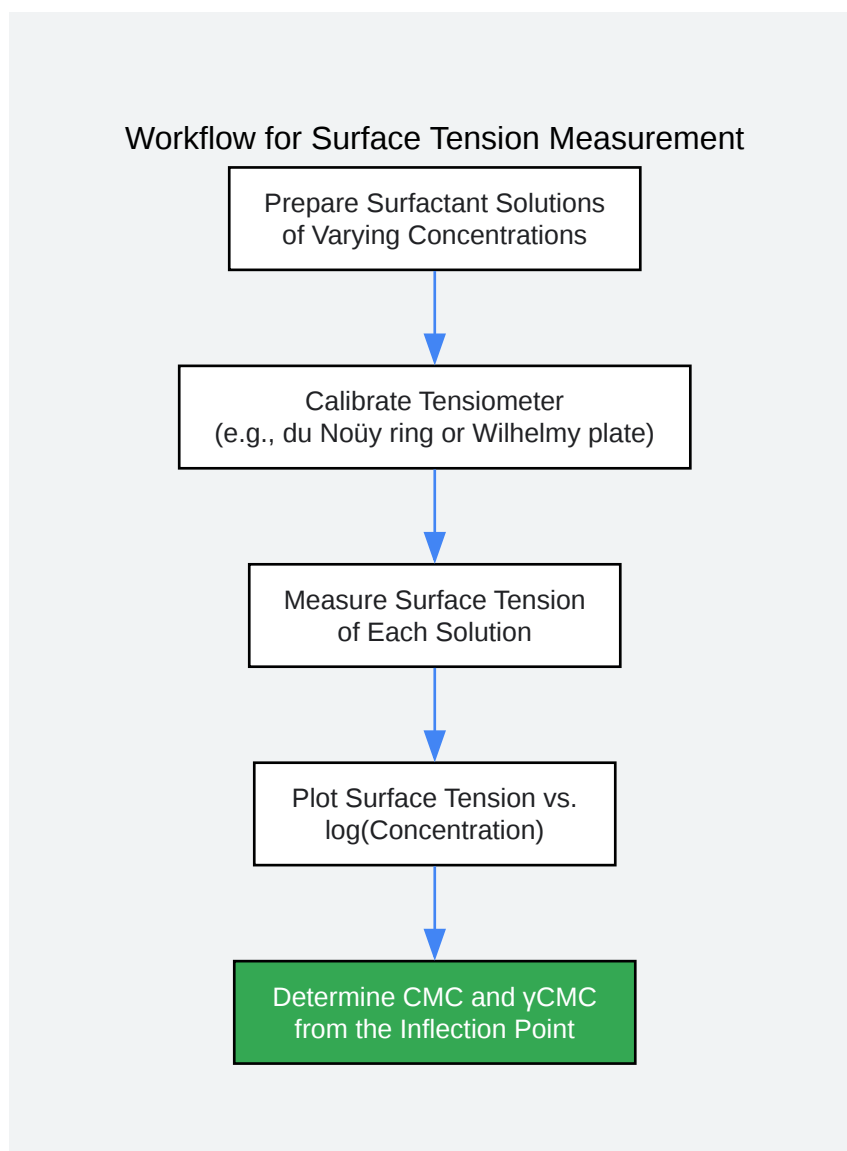 Workflow for Surface Tension Measurement
Prepare Surfactant Solutions
of Varying Concentrations
Calibrate Tensiometer
(e.g., du Noüy ring or Wilhelmy plate)
Measure Surface Tension
of Each Solution
Plot Surface Tension vs.
log(Concentration)
Determine CMC and γCMC
from the Inflection Point